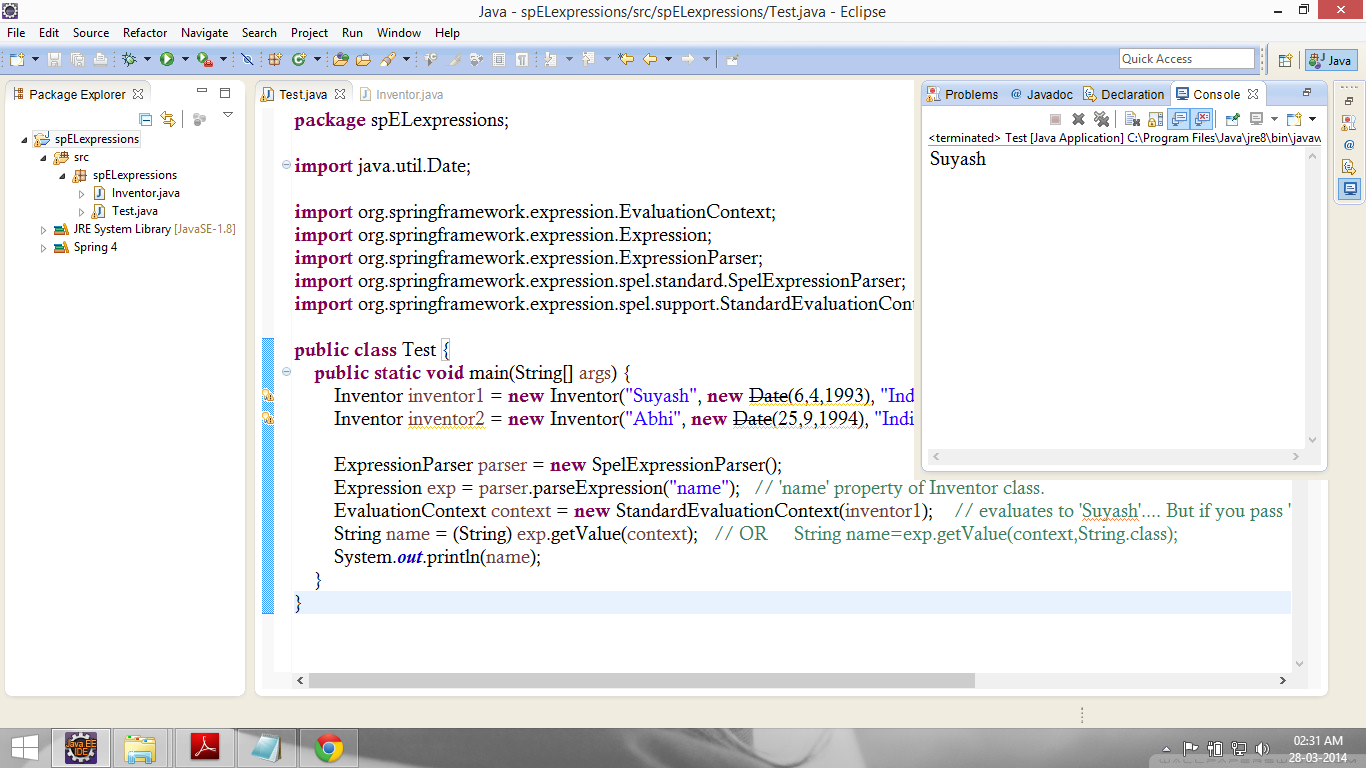 Java - spELexpressions/src/spELexpressions/Test.java - Eclipse
File Edit Source Refactor Navigate Search Project Run Window Help
Quick Access
Java
Package Explorer
spELexpressions
src
spELexpressions
Inventor.java
Test.java
JRE System Library [JavaSE-1.8]
Spring 4
Test.java
Inventor.java
package spELexpressions;
import java.util.Date;
import org.springframework.expression.EvaluationContext;
import org.springframework.expression.Expression;
import org.springframework.expression.ExpressionParser;
import org.springframework.expression.spel.standard.SpelExpressionParser;
import org.springframework.expression.spel.support.StandardEvaluationCont
public class Test {
public static void main(String[] args) {
Inventor inventor1 = new Inventor("Suyash", new Date(6,4,1993), "Ind
Inventor inventor2 = new Inventor("Abhi", new Date(25,9,1994), "Indi
ExpressionParser parser = new SpelExpressionParser();
Expression exp = parser.parseExpression("name"); // 'name' property of Inventor class.
EvaluationContext context = new StandardEvaluationContext(inventor1); // evaluates to 'Suyash'.... But if you pass '
String name = (String) exp.getValue(context); // OR String name=exp.getValue(context,String.class);
System.out.println(name);
}
}
Problems @ Javadoc Declaration Console
<terminated> Test [Java Application] C:\Program Files\Java\jre8\bin\javaw
Suyash
Java EE
IDE
02:31 AM
28-03-2014